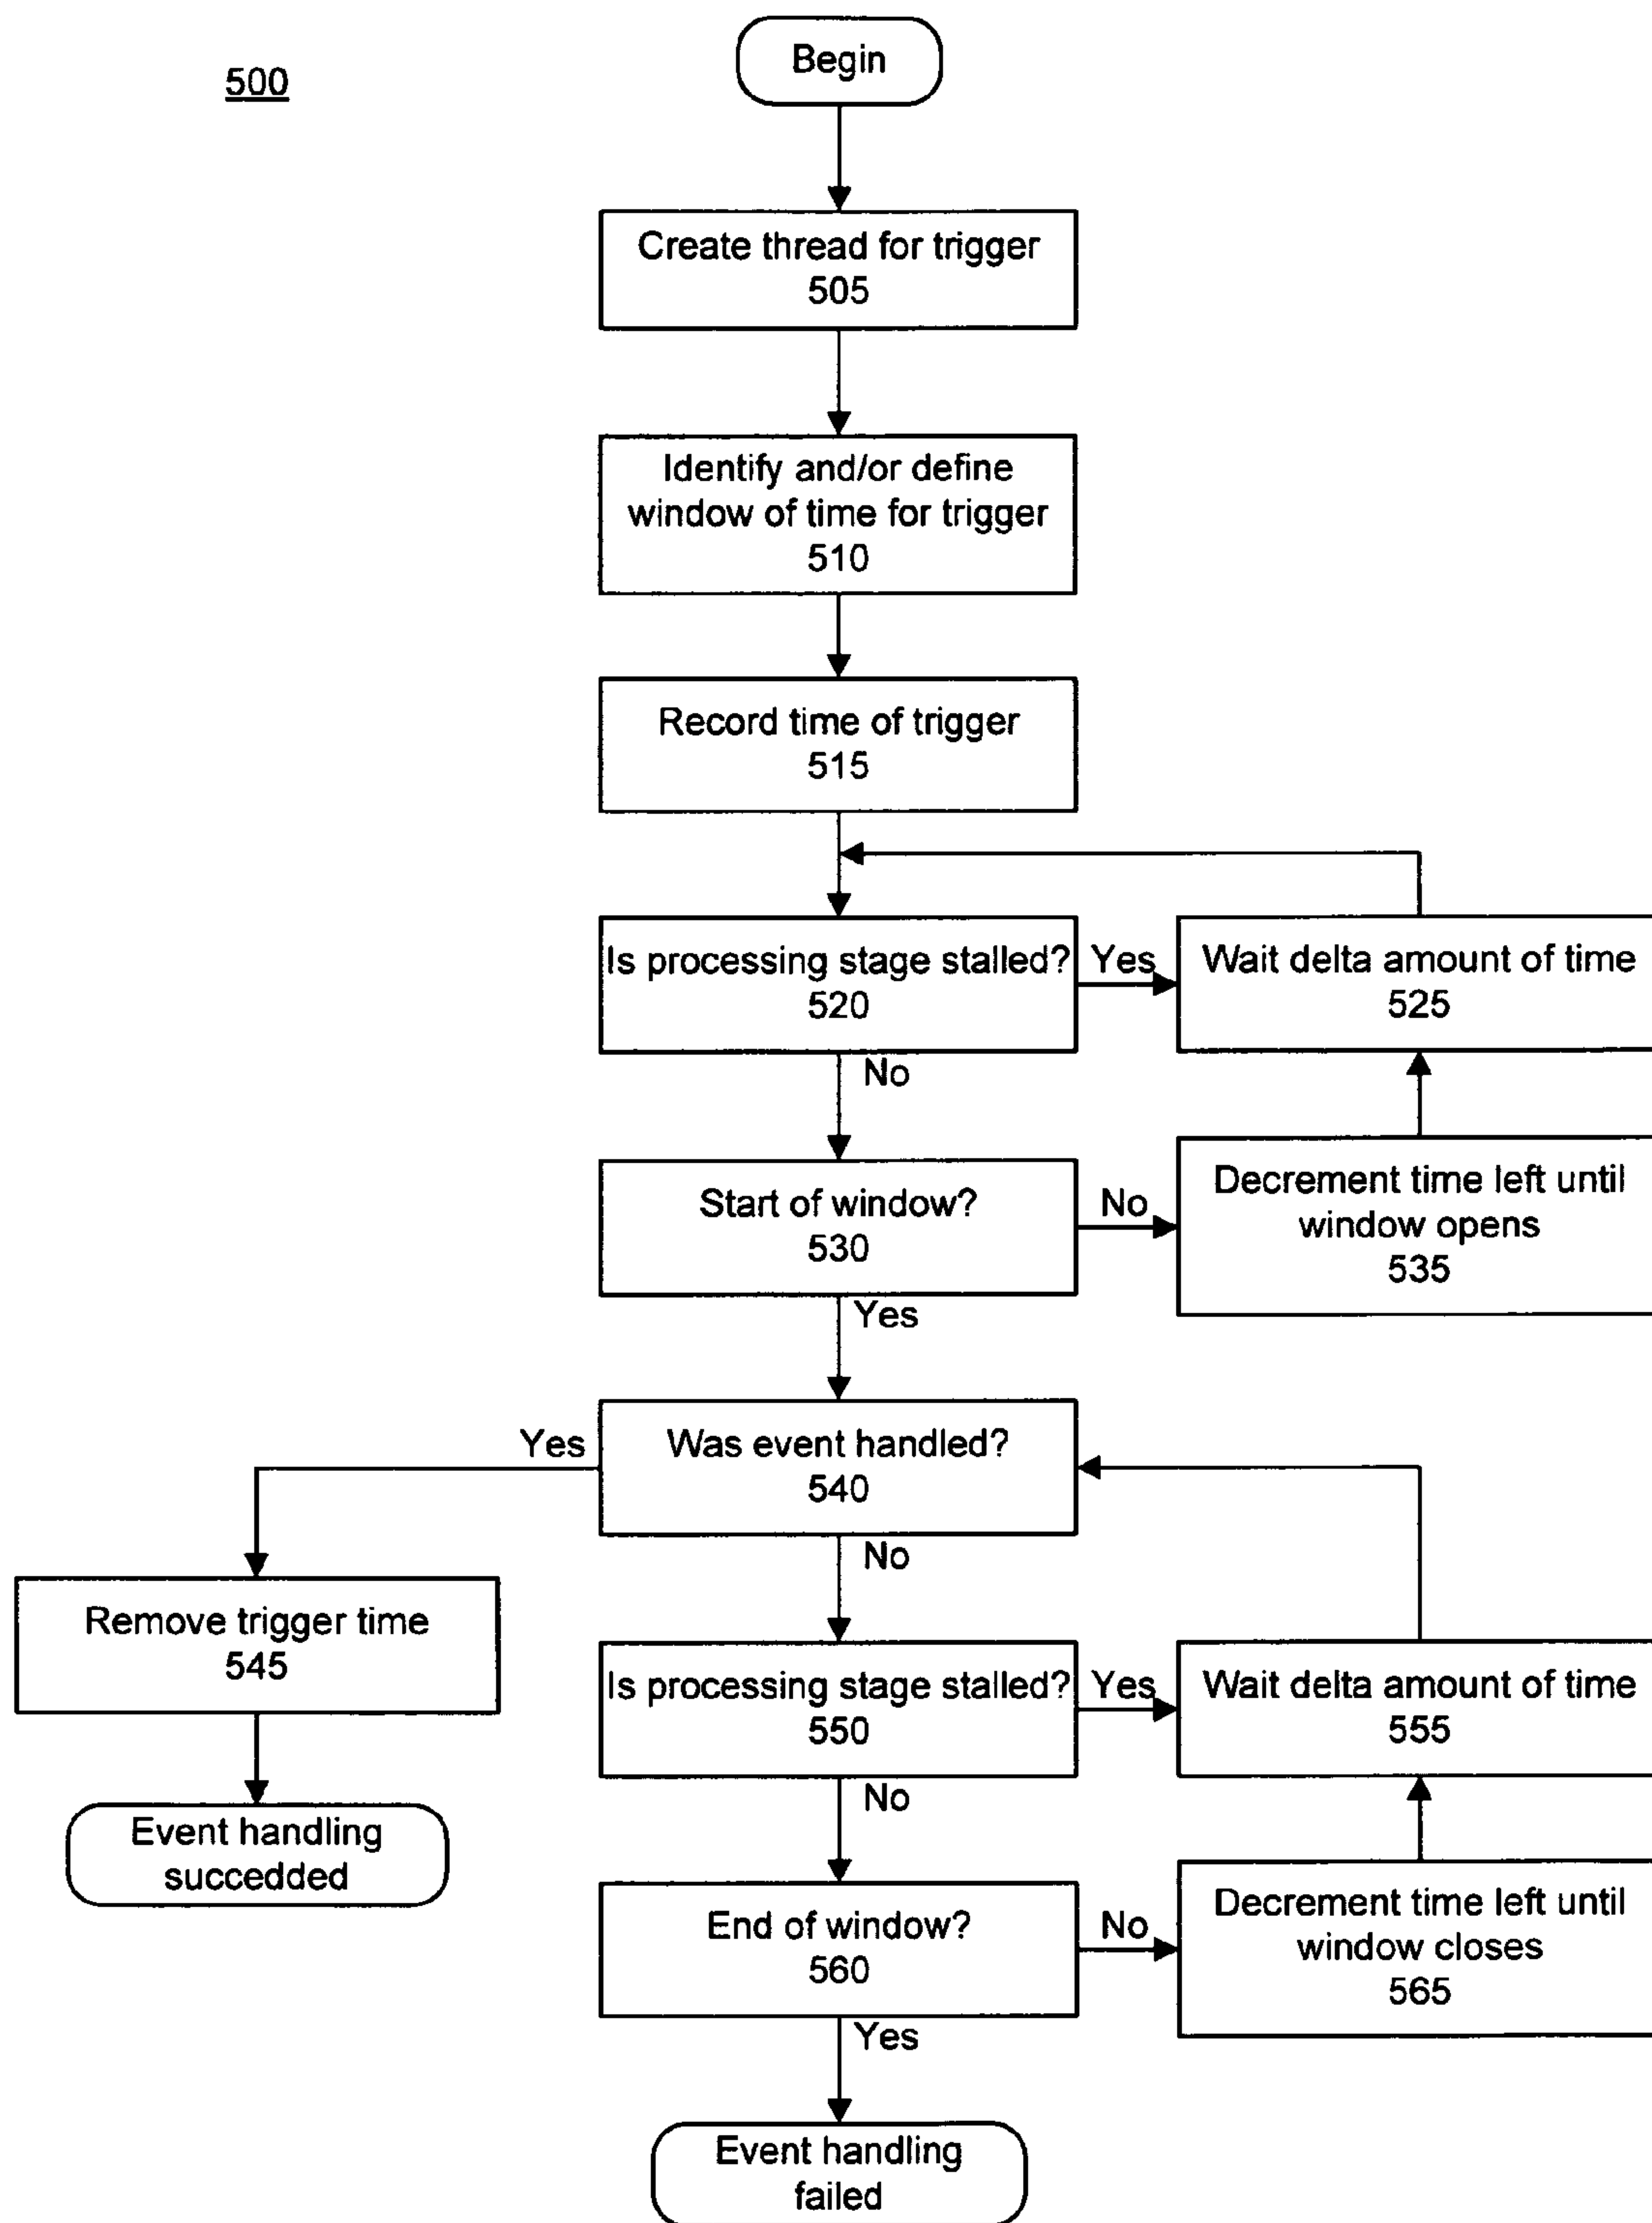 500
Begin
Create thread for trigger
505
Identify and/or define
window of time for trigger
510
Record time of trigger
515
Is processing stage stalled?
520
Yes
Wait delta amount of time
525
No
Start of window?
530
No
Decrement time left until
window opens
535
Yes
Was event handled?
540
Yes
Remove trigger time
545
Event handling
succedded
No
Is processing stage stalled?
550
Yes
Wait delta amount of time
555
No
End of window?
560
No
Decrement time left until
window closes
565
Yes
Event handling
failed